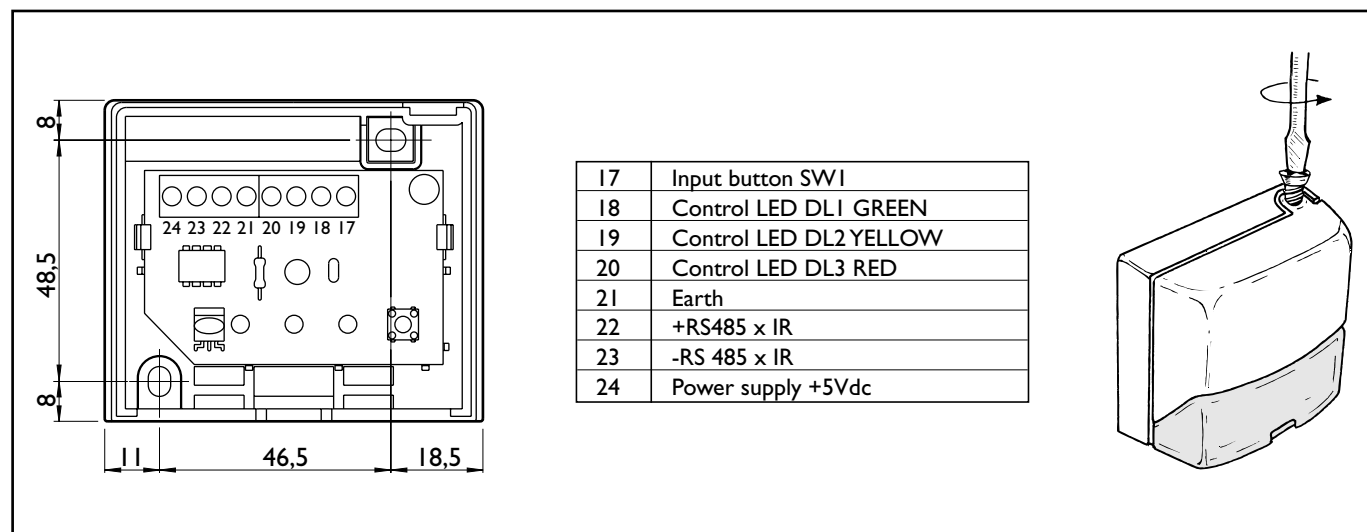 8
48,5
8
24 23 22 21 20 19 18 17
11 46,5 18,5
17 Input button SW1
18 Control LED DL1 GREEN
19 Control LED DL2 YELLOW
20 Control LED DL3 RED
21 Earth
22 +RS485 x IR
23 -RS 485 x IR
24 Power supply +5Vdc